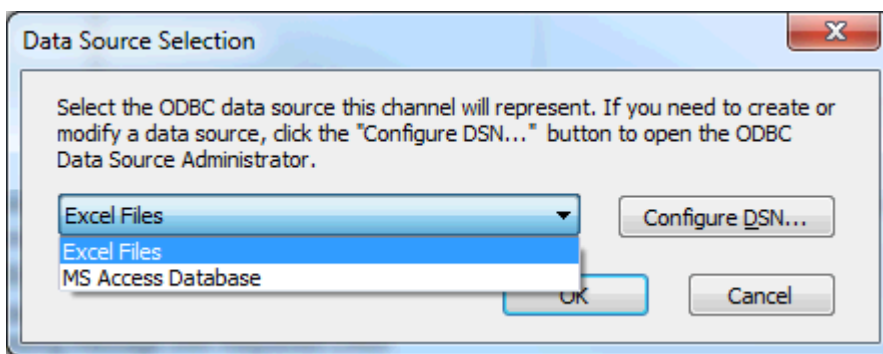 Data Source Selection
Select the ODBC data source this channel will represent. If you need to create or
modify a data source, click the "Configure DSN..." button to open the ODBC
Data Source Administrator.
Excel Files
Configure DSN...
Excel Files
MS Access Database
OK
Cancel